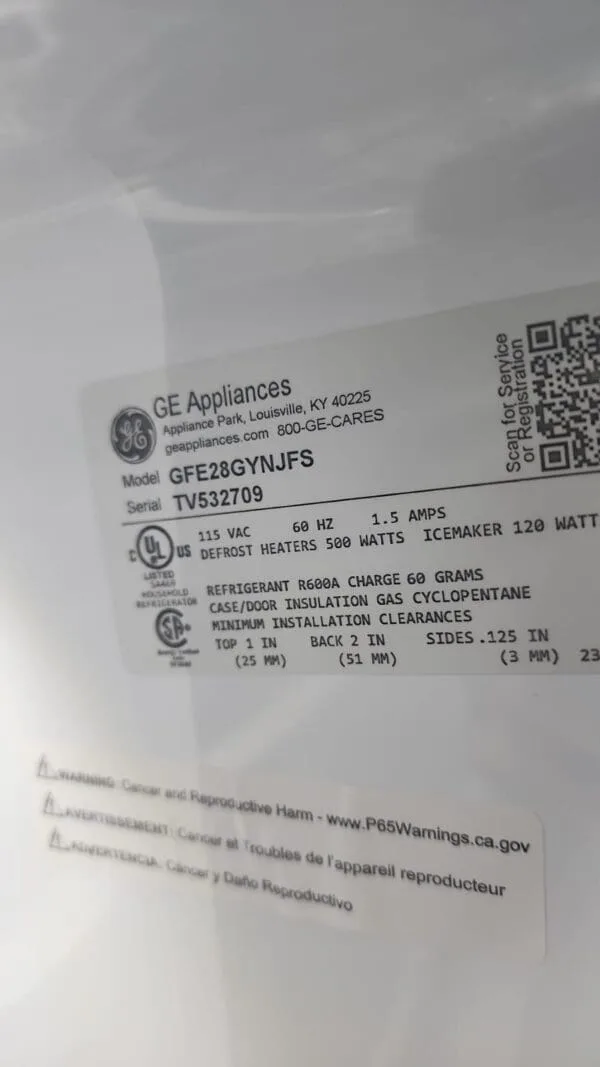 GE Appliances
Appliance Park, Louisville, KY 40225
geappliances.com 800-GE-CARES
Scan for Service
or Registration
Model GFE28GYNJFS
Serial TV532709
C UL US
LISTED
HOUSEHOLD
REFRIGERATOR
115 VAC 60 HZ 1.5 AMPS
DEFROST HEATERS 500 WATTS ICEMAKER 120 WATT
REFRIGERANT R600A CHARGE 60 GRAMS
CASE/DOOR INSULATION GAS CYCLOPENTANE
MINIMUM INSTALLATION CLEARANCES
TOP 1 IN BACK 2 IN SIDES .125 IN
(25 MM) (51 MM) (3 MM) 23
WARNING: Cancer and Reproductive Harm - www.P65Warnings.ca.gov
AVERTISSEMENT: Cancer et Troubles de l'appareil reproducteur
ADVERTENCIA: Cáncer y Daño Reproductivo